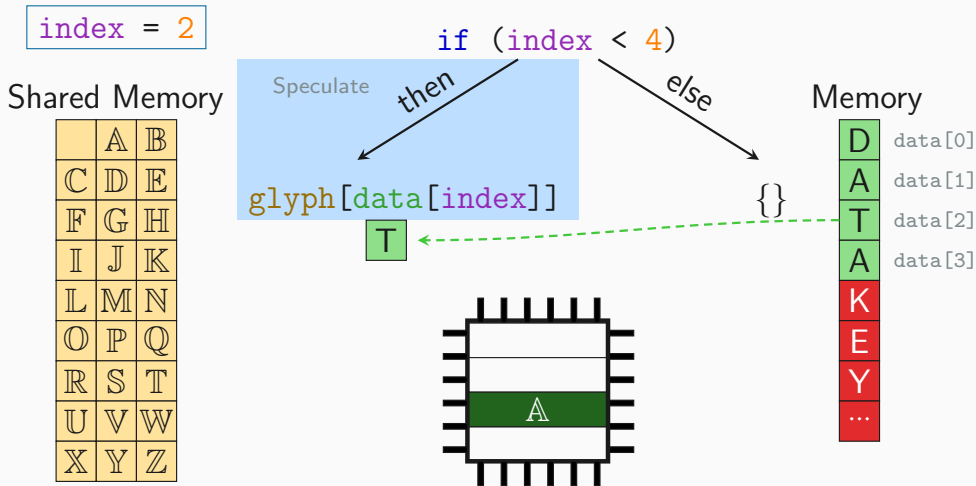 index = 2
if (index < 4)
Speculate
then
else
Shared Memory
Memory
𝔸 𝔹
ℂ 𝔻 𝔼
𝔽 𝔾 ℍ
𝕀 𝕁 𝕂
𝕃 𝕄 ℕ
𝕆 ℙ ℚ
ℝ 𝕊 𝕋
𝕌 𝕍 𝕎
𝕏 𝕐 ℤ
glyph[data[index]]
T
{}
D data[0]
A data[1]
T data[2]
A data[3]
K
E
Y
...
𝔸